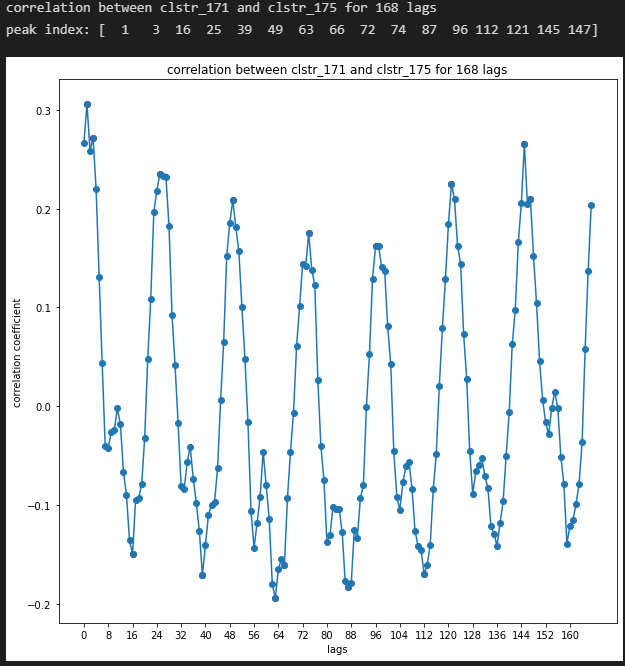 correlation between clstr_171 and clstr_175 for 168 lags
peak index: [  1   3  16  25  39  49  63  66  72  74  87  96 112 121 145 147]
correlation between clstr_171 and clstr_175 for 168 lags
0.3
0.2
0.1
0.0
−0.1
−0.2
correlation coefficient
0 8 16 24 32 40 48 56 64 72 80 88 96 104 112 120 128 136 144 152 160
lags